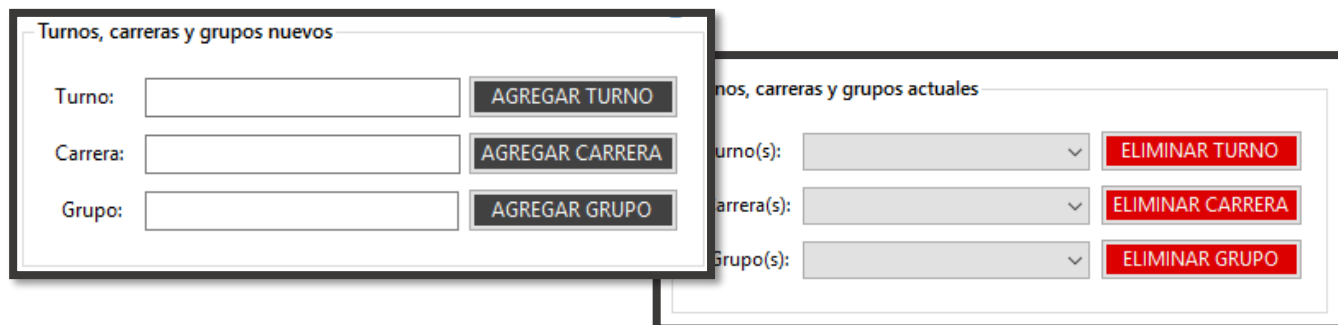 Turnos, carreras y grupos nuevos
Turno: AGREGAR TURNO
Carrera: AGREGAR CARRERA
Grupo: AGREGAR GRUPO
nos, carreras y grupos actuales
urno(s): ELIMINAR TURNO
arrera(s): ELIMINAR CARRERA
Grupo(s): ELIMINAR GRUPO